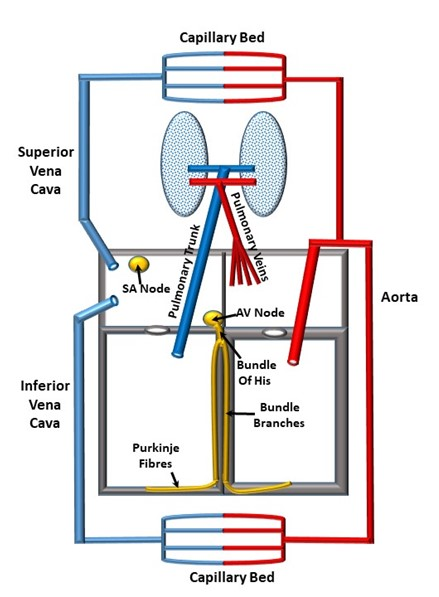 Capillary Bed
Superior
Vena
Cava
Pulmonary Trunk
Pulmonary Veins
SA Node
Aorta
AV Node
Bundle
Of His
Inferior
Vena
Cava
Bundle
Branches
Purkinje
Fibres
Capillary Bed